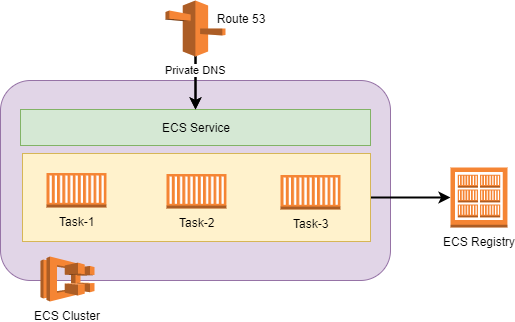 Route 53
Private DNS
ECS Service
Task-1
Task-2
Task-3
ECS Registry
ECS Cluster